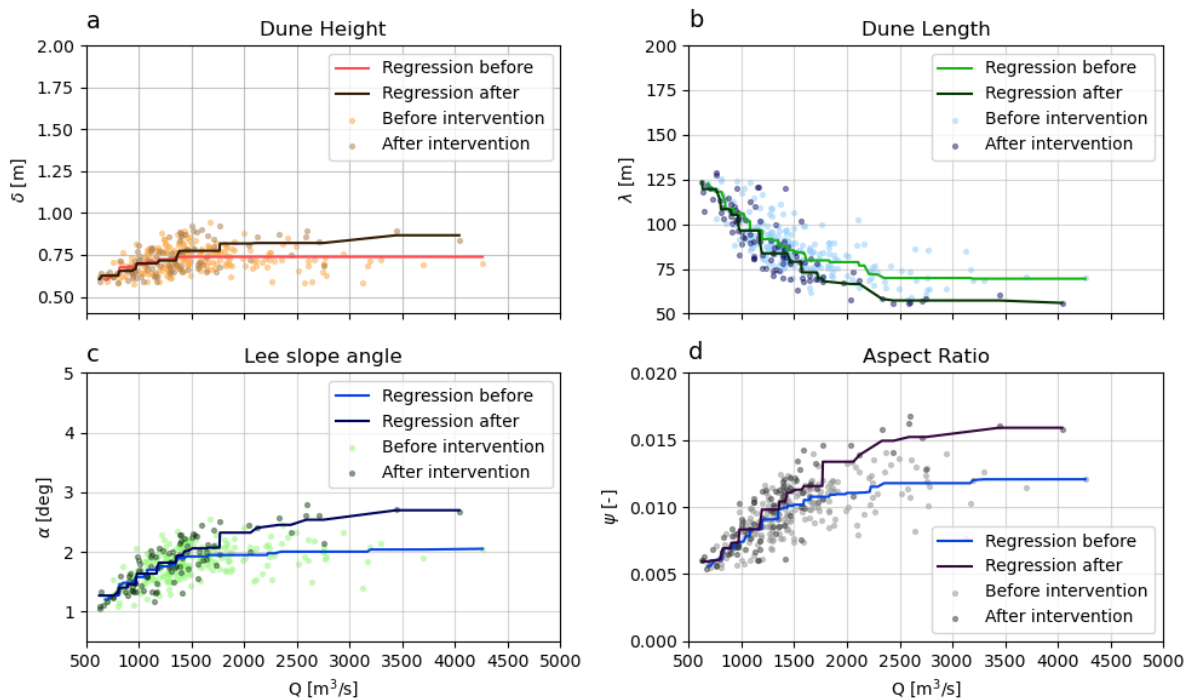 a
Dune Height
2.00
1.75
1.50
1.25
1.00
0.75
0.50
δ [m]
Regression before
Regression after
Before intervention
After intervention
b
Dune Length
200
175
150
125
100
75
50
λ [m]
Regression before
Regression after
Before intervention
After intervention
c
Lee slope angle
5
4
3
2
1
α [deg]
Regression before
Regression after
Before intervention
After intervention
500 1000 1500 2000 2500 3000 3500 4000 4500 5000
Q [m³/s]
d
Aspect Ratio
0.020
0.015
0.010
0.005
0.000
ψ [-]
Regression before
Regression after
Before intervention
After intervention
500 1000 1500 2000 2500 3000 3500 4000 4500 5000
Q [m³/s]